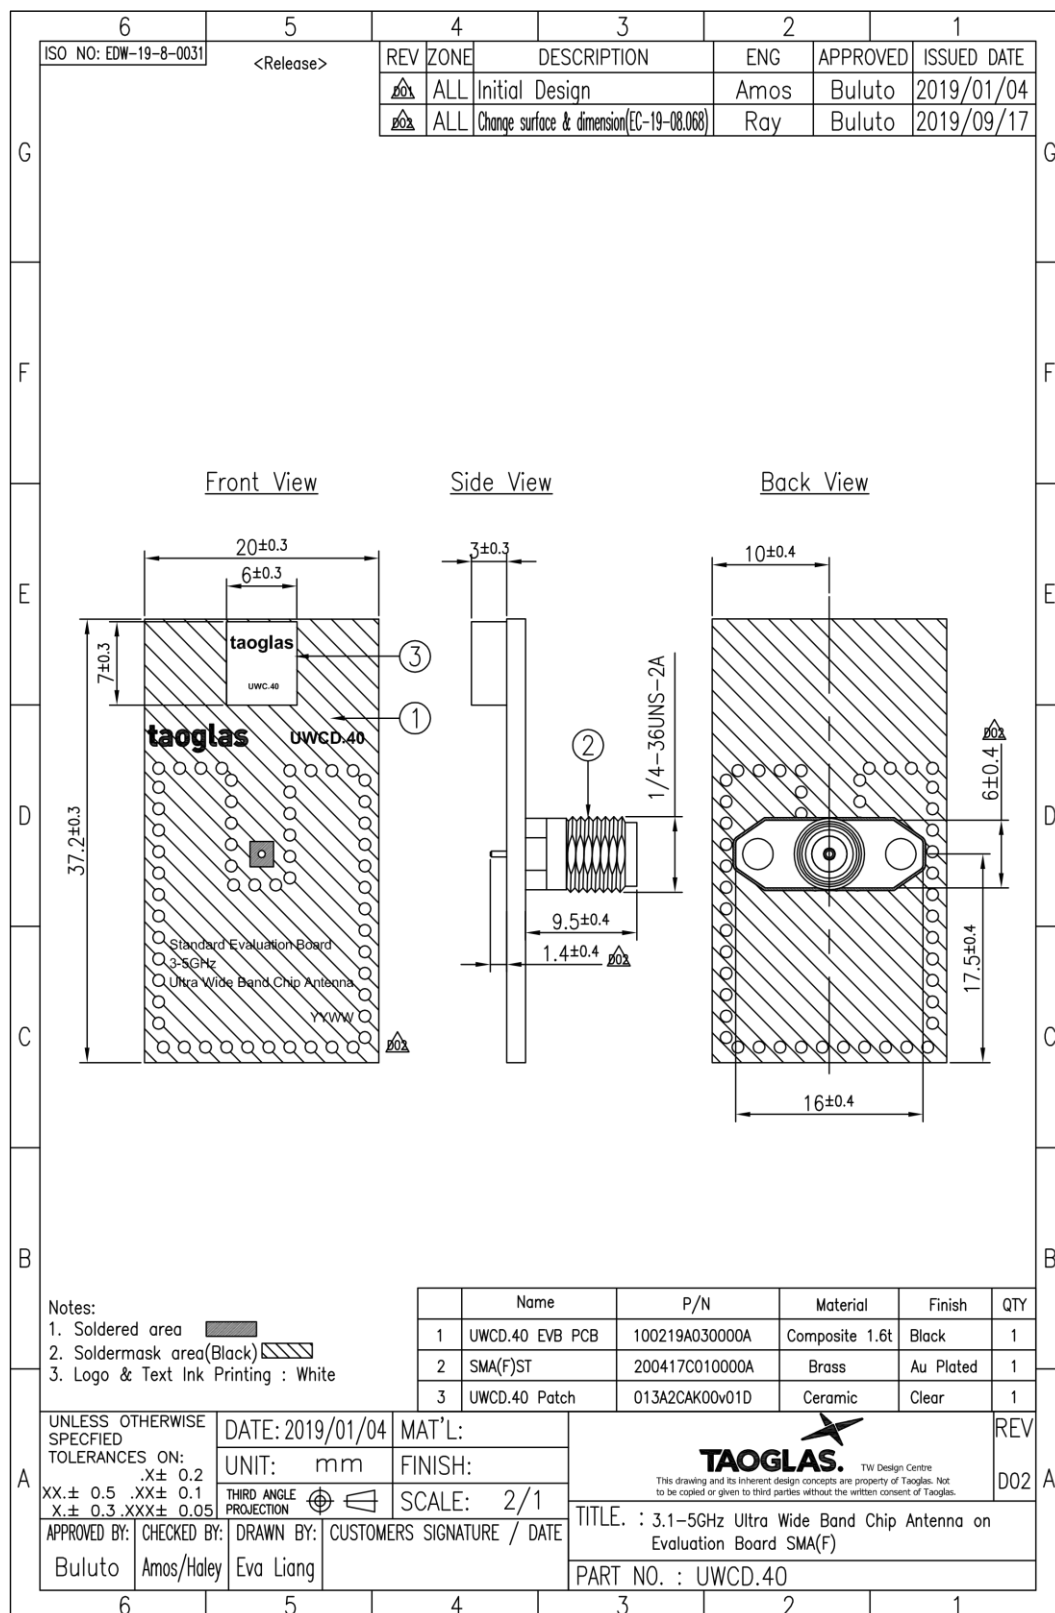 6 5 4 3 2 1
ISO NO: EDW-19-8-0031
<Release>
REV ZONE DESCRIPTION ENG APPROVED ISSUED DATE
D01 ALL Initial Design Amos Buluto 2019/01/04
D02 ALL Change surface & dimension(EC-19-08.068) Ray Buluto 2019/09/17
G G
F F
Front View Side View Back View
20±0.3 3±0.3 10±0.4
6±0.3
E E
taoglas
7±0.3
3
UWC.40
1/4-36UNS-2A
1
taoglas UWCD.40
2
D02
6±0.4
D D
37.2±0.3
9.5±0.4
1.4±0.4 D02
17.5±0.4
Standard Evaluation Board
3-5GHz
Ultra Wide Band Chip Antenna
YYWW
C C
D02
16±0.4
B B
Notes:
1. Soldered area
2. Soldermask area(Black)
3. Logo & Text Ink Printing : White
Name P/N Material Finish QTY
1 UWCD.40 EVB PCB 100219A030000A Composite 1.6t Black 1
2 SMA(F)ST 200417C010000A Brass Au Plated 1
3 UWCD.40 Patch 013A2CAK00v01D Ceramic Clear 1
UNLESS OTHERWISE
SPECFIED
TOLERANCES ON:
.X± 0.2
XX.± 0.5 .XX± 0.1
X.± 0.3 .XXX± 0.05
DATE: 2019/01/04 MAT'L:
UNIT: mm FINISH:
THIRD ANGLE
PROJECTION
SCALE: 2/1
TAOGLAS. TW Design Centre
This drawing and its inherent design concepts are property of Taoglas. Not
to be copied or given to third parties without the written consent of Taoglas.
REV
D02
A A
APPROVED BY: CHECKED BY: DRAWN BY: CUSTOMERS SIGNATURE / DATE
Buluto Amos/Haley Eva Liang
TITLE. : 3.1-5GHz Ultra Wide Band Chip Antenna on
Evaluation Board SMA(F)
PART NO. : UWCD.40
6 5 4 3 2 1